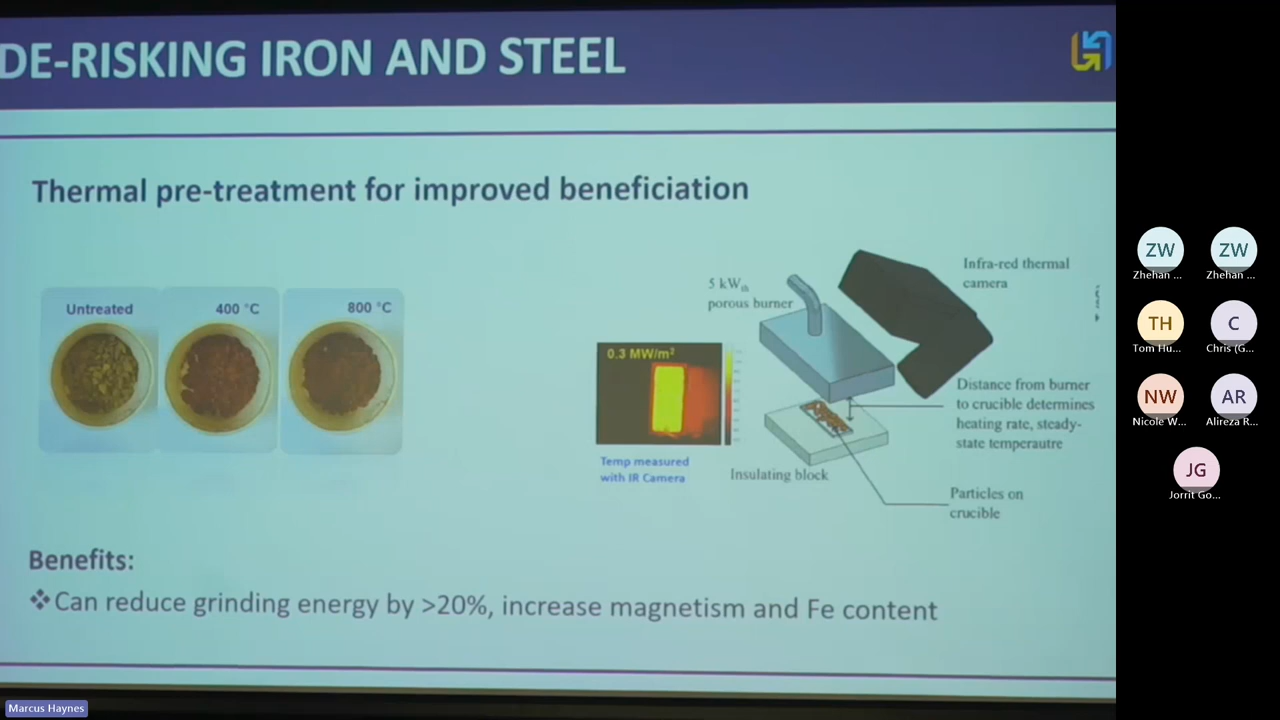 DE-RISKING IRON AND STEEL
Thermal pre-treatment for improved beneficiation
Untreated
400 °C
800 °C
5 kWth
porous burner
Infra-red thermal
camera
0.3 MW/m²
Distance from burner
to crucible determines
heating rate, steady-
state temperautre
Temp measured
with IR Camera
Insulating block
Particles on
crucible
Benefits:
❖Can reduce grinding energy by >20%, increase magnetism and Fe content
ZW
Zhehan ...
ZW
Zhehan ...
TH
Tom Hu...
C
Chris (G...
NW
Nicole W...
AR
Alireza R...
JG
Jorrit Go...
Marcus Haynes